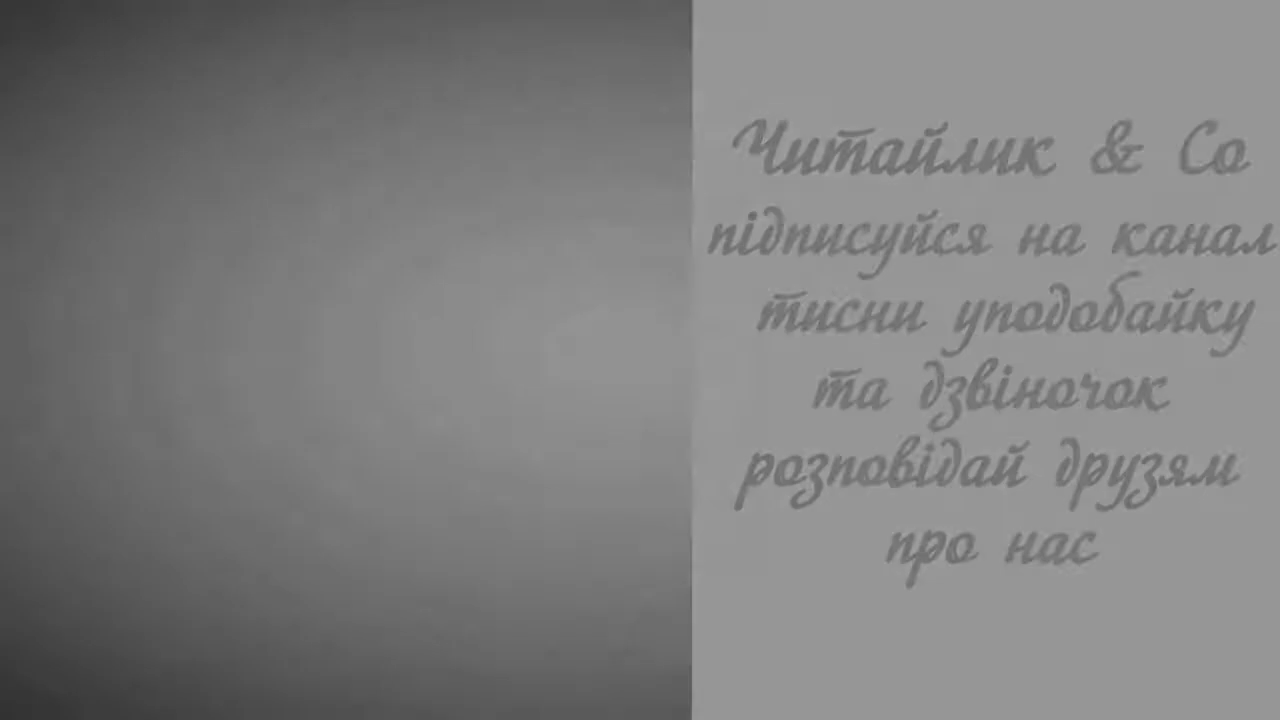 Читайлик & Co
підписуйся на канал
тисни уподобайку
та дзвіночок
розповідай друзям
про нас